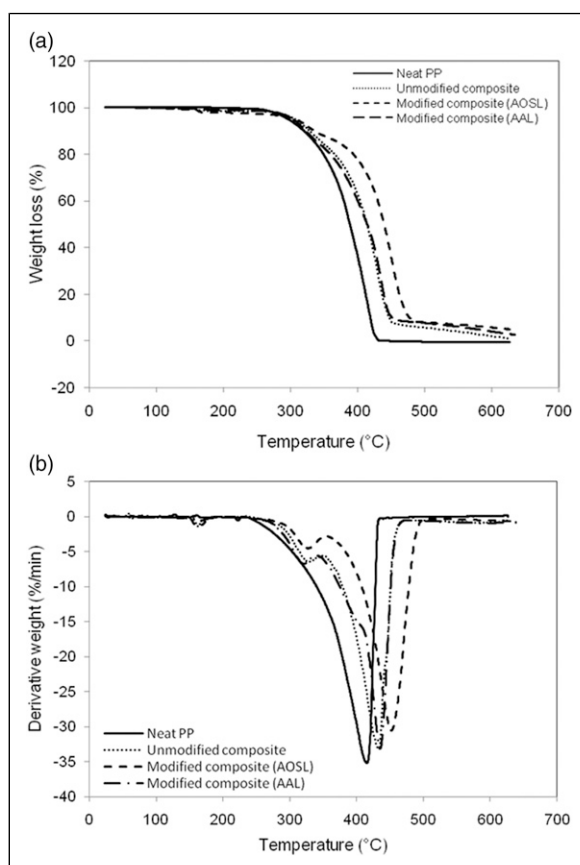 (a)
120
100
80
60
40
20
0
-20
Weight loss (%)
Neat PP
Unmodified composite
Modified composite (AOSL)
Modified composite (AAL)
0 100 200 300 400 500 600 700
Temperature (°C)
(b)
5
0
-5
-10
-15
-20
-25
-30
-35
-40
Derivative weight (%/min)
Neat PP
Unmodified composite
Modified composite (AOSL)
Modified composite (AAL)
0 100 200 300 400 500 600 700
Temperature (°C)